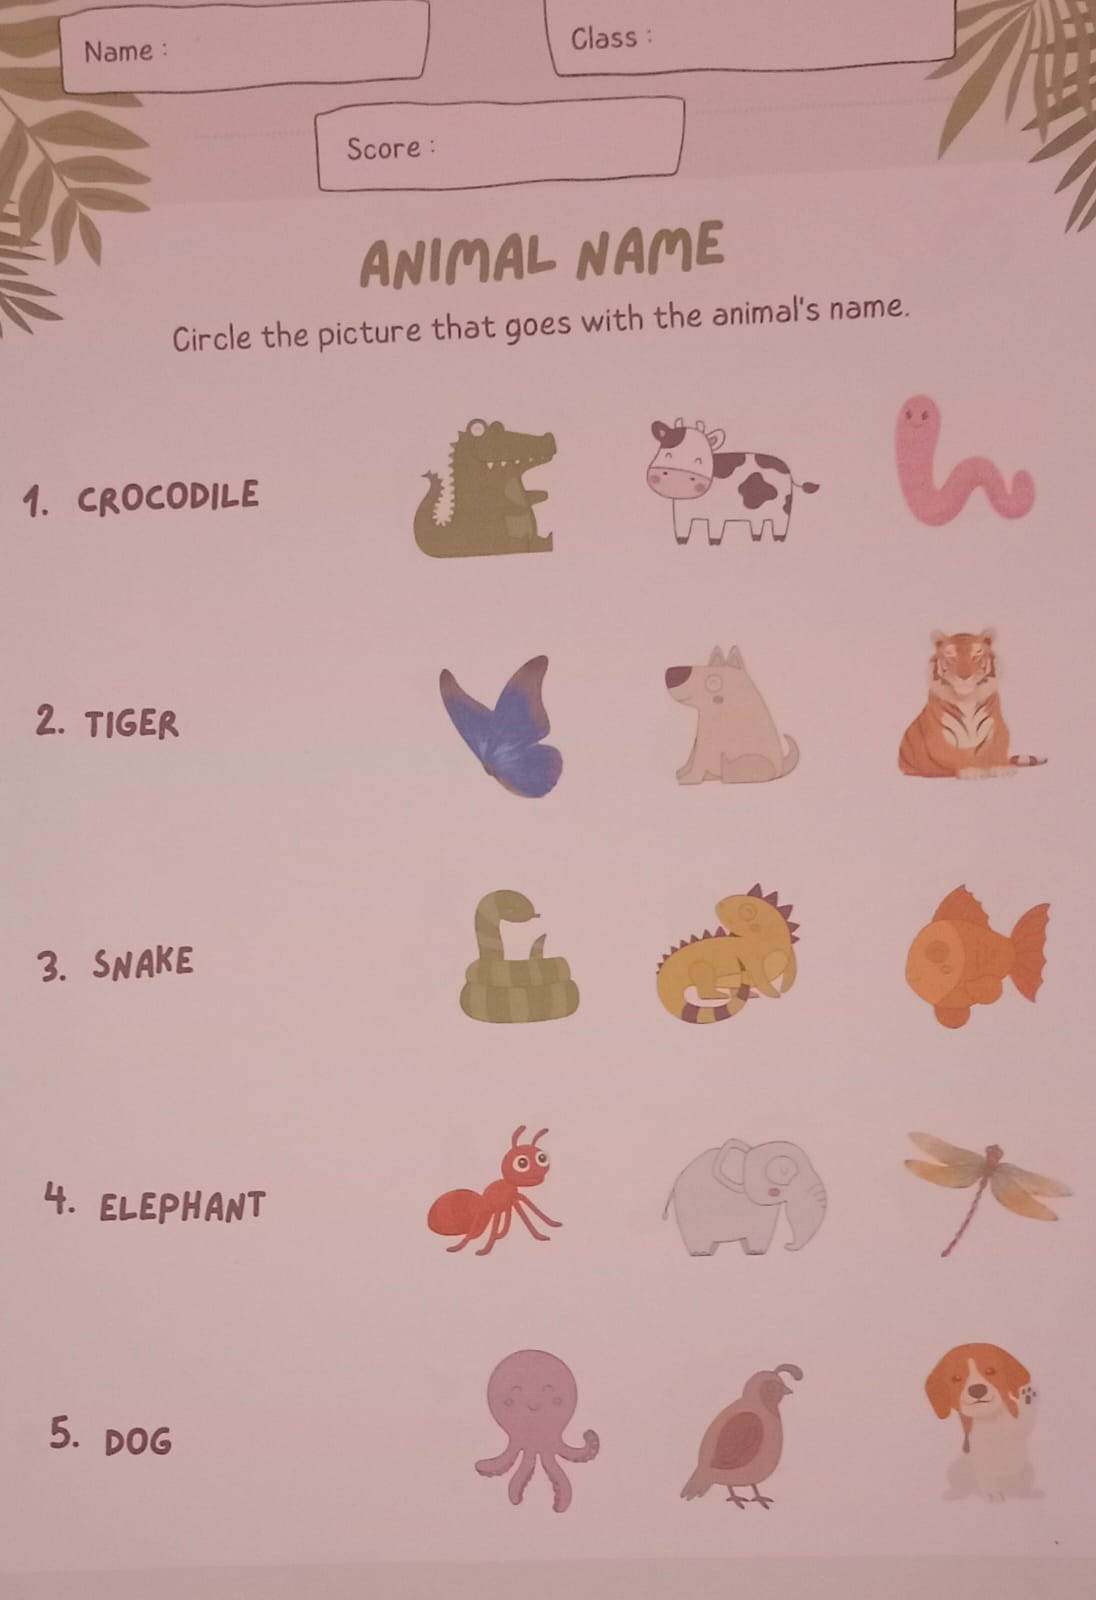 Name :
Class :
Score :
ANIMAL NAME
Circle the picture that goes with the animal's name.
1. CROCODILE
2. TIGER
3. SNAKE
4. ELEPHANT
5. DOG